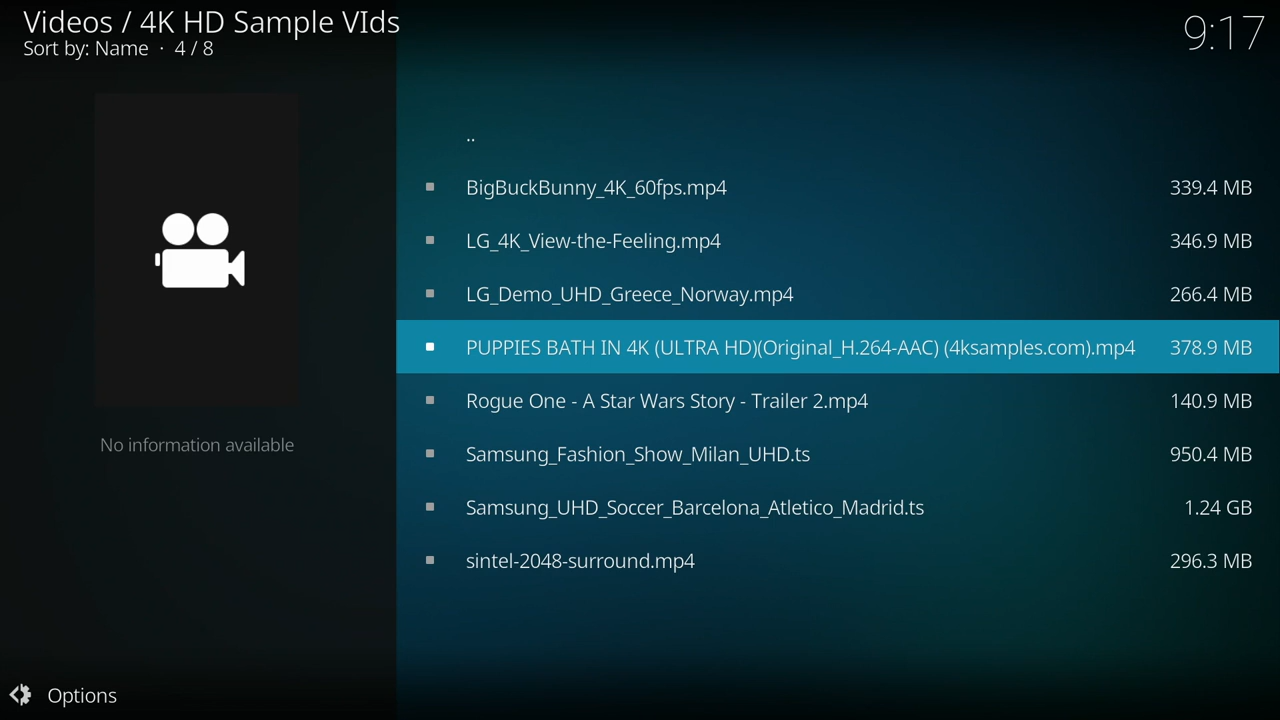 Videos / 4K HD Sample VIds
Sort by: Name · 4 / 8
9:17
..
BigBuckBunny_4K_60fps.mp4 339.4 MB
LG_4K_View-the-Feeling.mp4 346.9 MB
LG_Demo_UHD_Greece_Norway.mp4 266.4 MB
PUPPIES BATH IN 4K (ULTRA HD)(Original_H.264-AAC) (4ksamples.com).mp4 378.9 MB
Rogue One - A Star Wars Story - Trailer 2.mp4 140.9 MB
Samsung_Fashion_Show_Milan_UHD.ts 950.4 MB
Samsung_UHD_Soccer_Barcelona_Atletico_Madrid.ts 1.24 GB
sintel-2048-surround.mp4 296.3 MB
No information available
Options